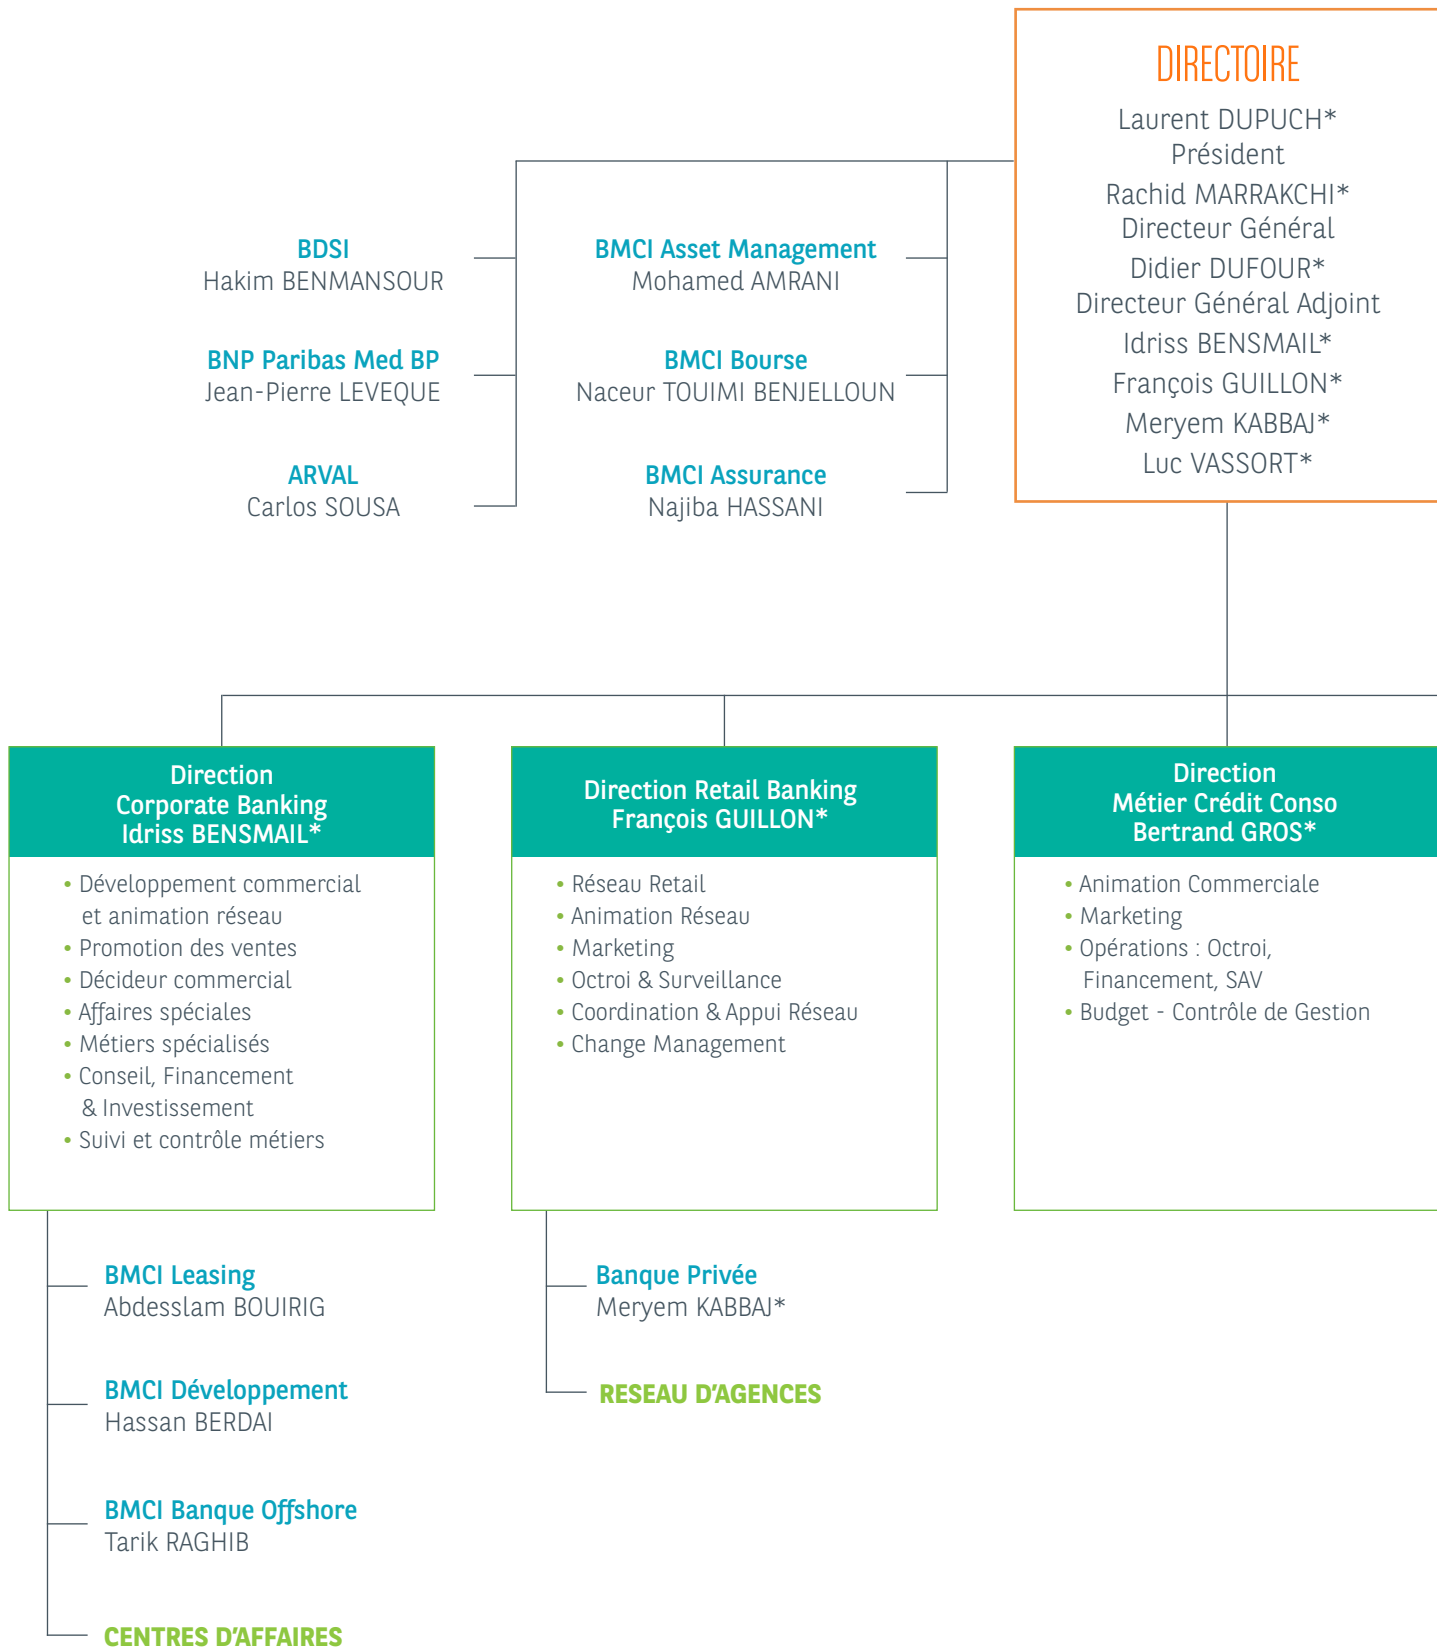 DIRECTOIRE
Laurent DUPUCH*
Président
Rachid MARRAKCHI*
Directeur Général
Didier DUFOUR*
Directeur Général Adjoint
Idriss BENSMAIL*
François GUILLON*
Meryem KABBAJ*
Luc VASSORT*
BDSI
Hakim BENMANSOUR
BNP Paribas Med BP
Jean-Pierre LEVEQUE
ARVAL
Carlos SOUSA
BMCI Asset Management
Mohamed AMRANI
BMCI Bourse
Naceur TOUIMI BENJELLOUN
BMCI Assurance
Najiba HASSANI
Direction
Corporate Banking
Idriss BENSMAIL*
• Développement commercial
et animation réseau
• Promotion des ventes
• Décideur commercial
• Affaires spéciales
• Métiers spécialisés
• Conseil, Financement
& Investissement
• Suivi et contrôle métiers
BMCI Leasing
Abdesslam BOUIRIG
BMCI Développement
Hassan BERDAI
BMCI Banque Offshore
Tarik RAGHIB
CENTRES D'AFFAIRES
Direction Retail Banking
François GUILLON*
• Réseau Retail
• Animation Réseau
• Marketing
• Octroi & Surveillance
• Coordination & Appui Réseau
• Change Management
Banque Privée
Meryem KABBAJ*
RESEAU D'AGENCES
Direction
Métier Crédit Conso
Bertrand GROS*
• Animation Commerciale
• Marketing
• Opérations : Octroi,
Financement, SAV
• Budget - Contrôle de Gestion